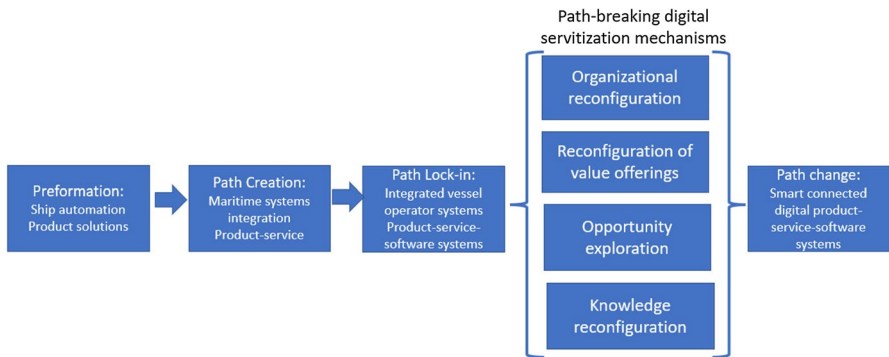 Path-breaking digital
servitization mechanisms
Preformation:
Ship automation
Product solutions
Path Creation:
Maritime systems
integration
Product-service
Path Lock-in:
Integrated vessel
operator systems
Product-service-
software systems
Organizational
reconfiguration
Reconfiguration of
value offerings
Opportunity
exploration
Knowledge
reconfiguration
Path change:
Smart connected
digital product-
service-software
systems